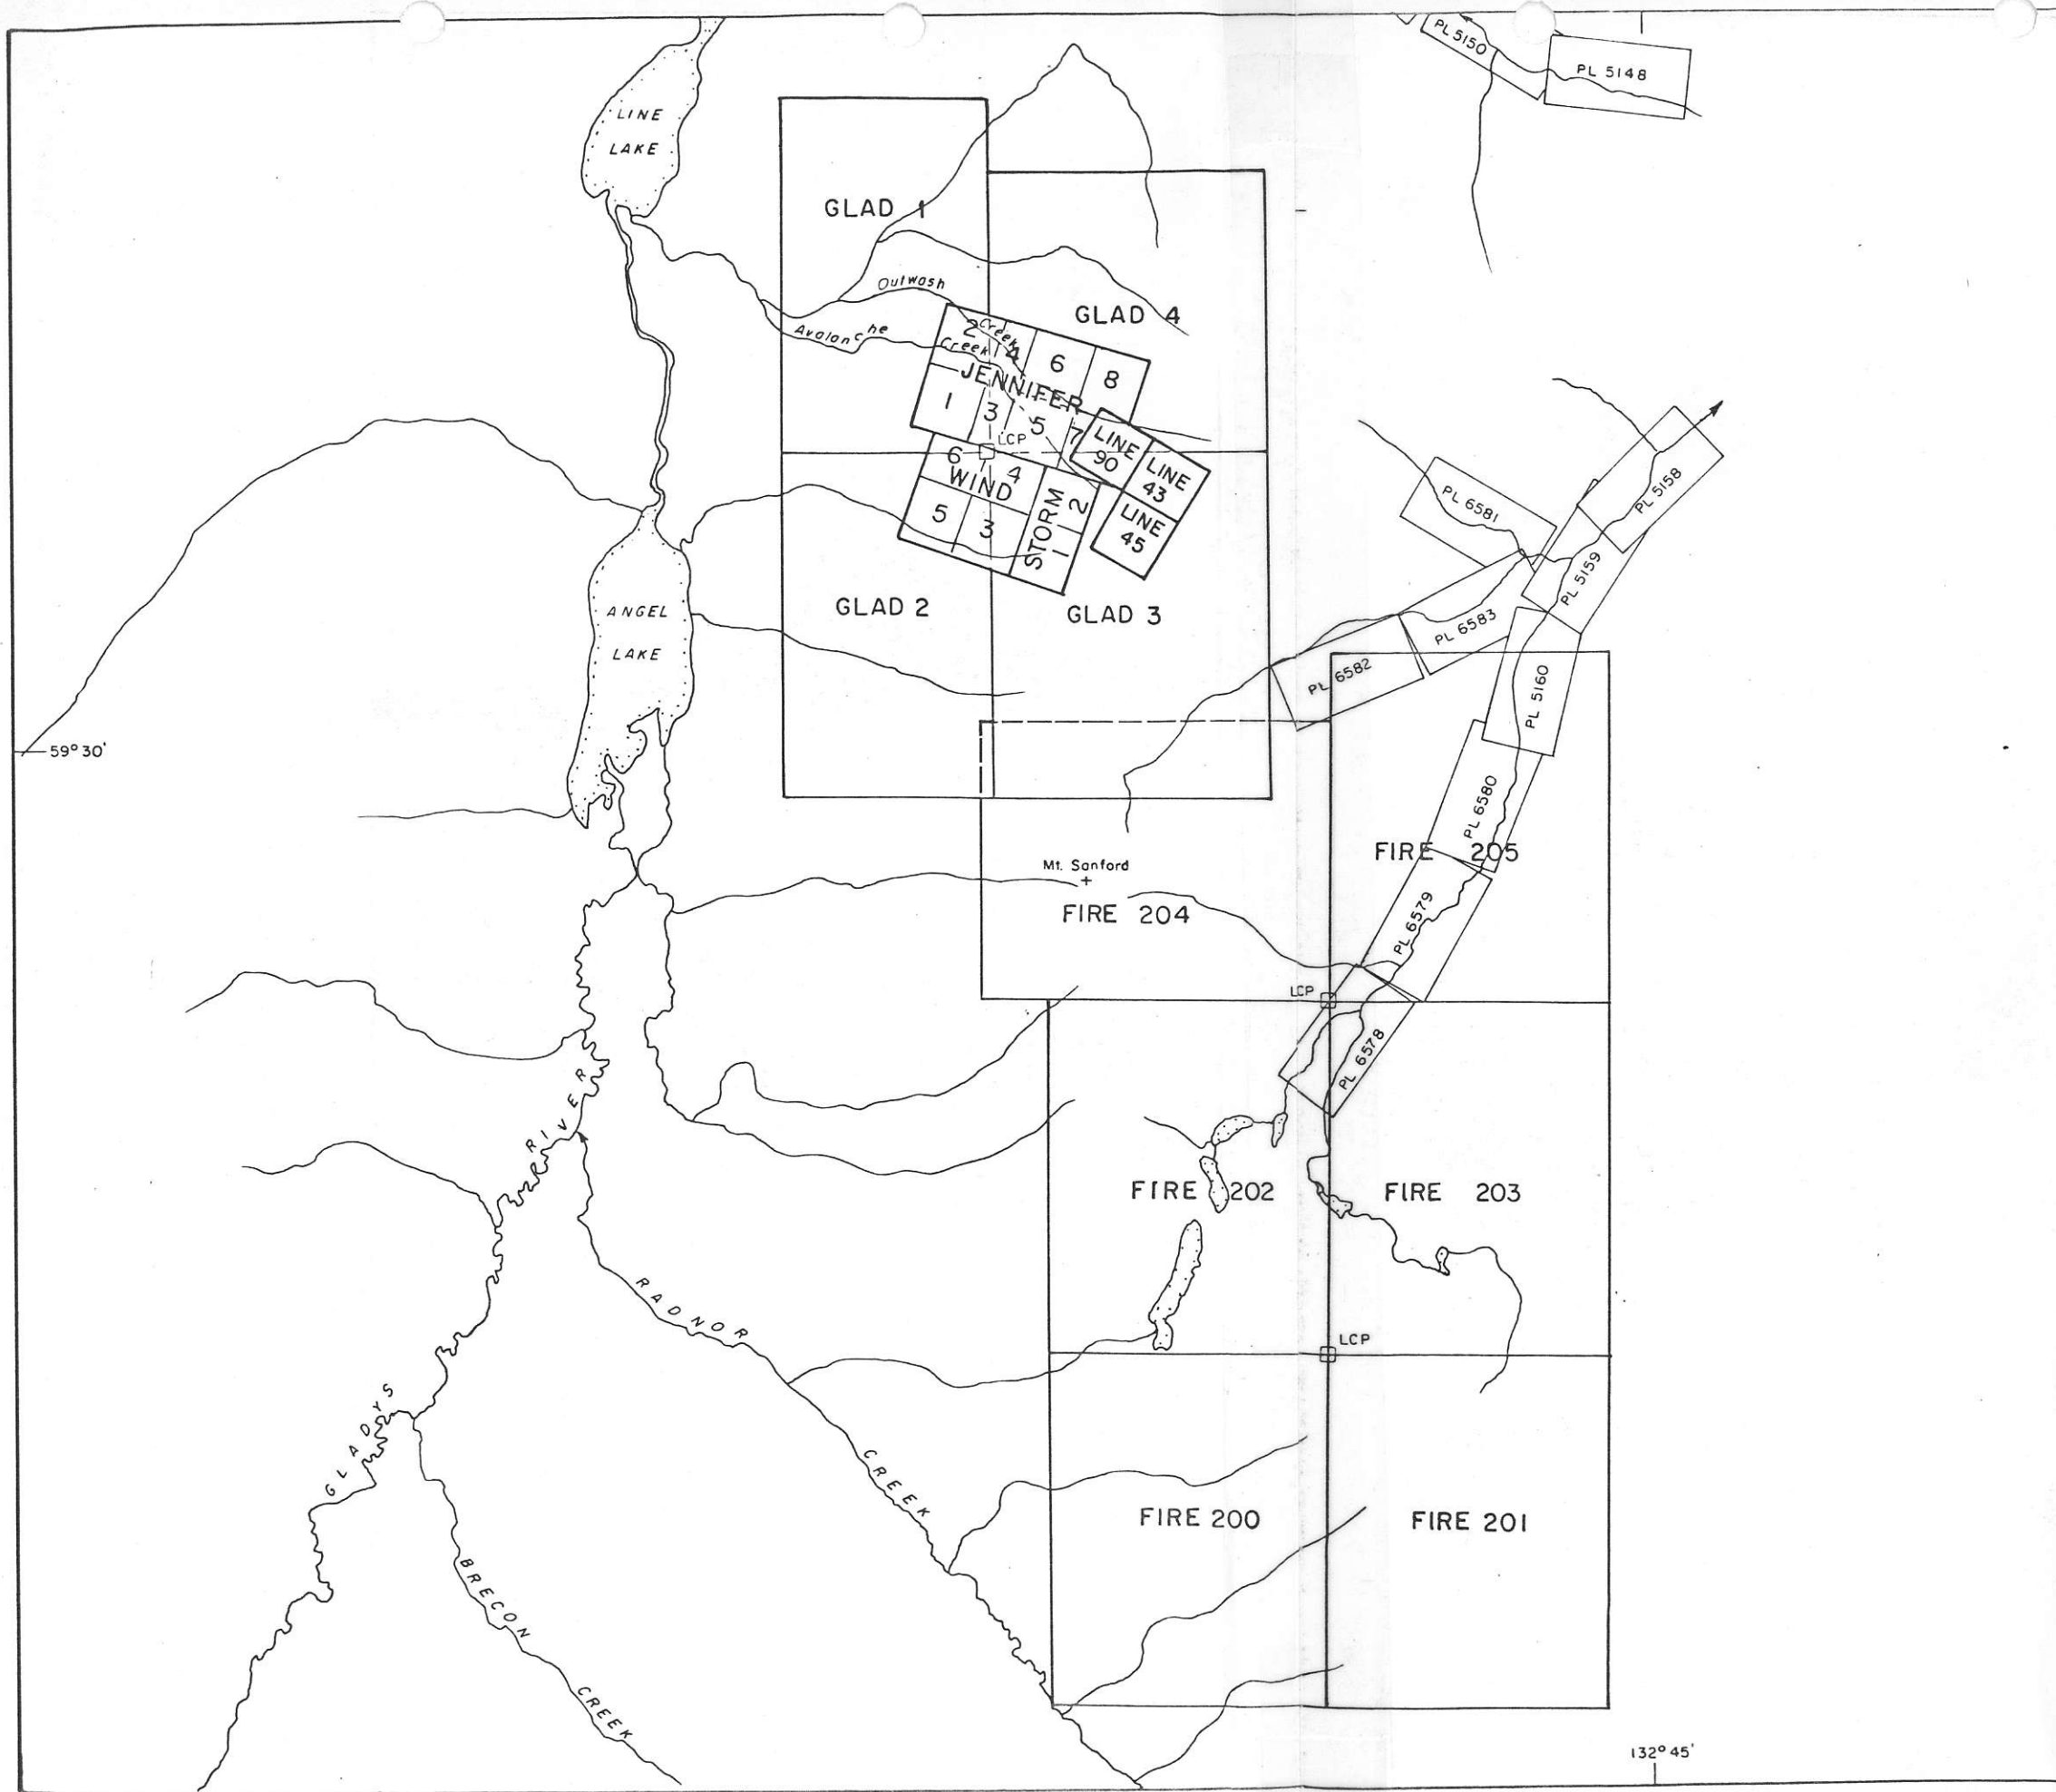 PL 5150
PL 5148
LINE
LAKE
GLAD 1
Outwash
Creek
GLAD 4
Avalanche
Creek
2
4
6
8
JENNIFER
1
3
5
7
LCP
LINE
90
LINE
43
LINE
45
6
4
WIND
5
3
STORM
2
1
PL 5158
PL 6581
PL 5159
ANGEL
LAKE
GLAD 2
GLAD 3
PL 6583
PL 6582
PL 5160
59°30'
PL 6580
FIRE 205
Mt. Sanford
+
FIRE 204
PL 6579
LCP
PL 6578
GLADYS RIVER
FIRE 202
FIRE 203
RADNOR CREEK
LCP
FIRE 200
FIRE 201
BRECON CREEK
132°45'